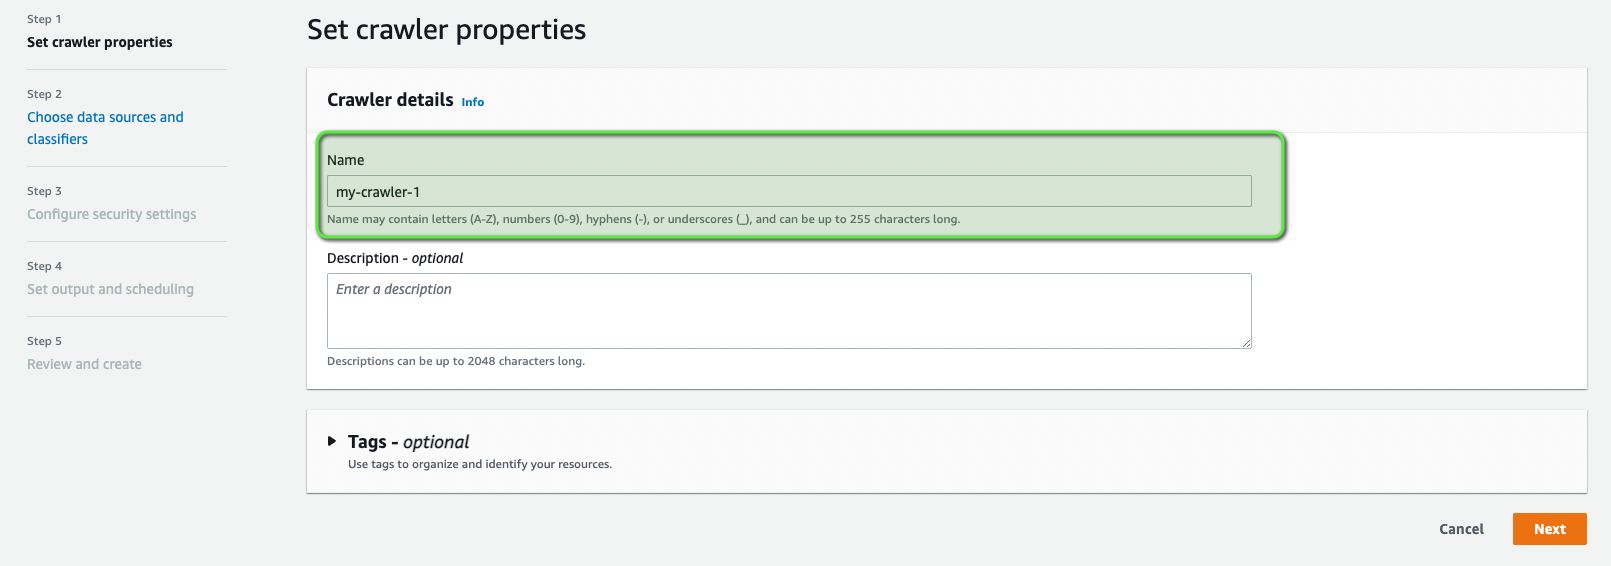 Step 1
Set crawler properties
Step 2
Choose data sources and
classifiers
Step 3
Configure security settings
Step 4
Set output and scheduling
Step 5
Review and create
Set crawler properties
Crawler details Info
Name
my-crawler-1
Name may contain letters (A-Z), numbers (0-9), hyphens (-), or underscores (_), and can be up to 255 characters long.
Description - optional
Enter a description
Descriptions can be up to 2048 characters long.
Tags - optional
Use tags to organize and identify your resources.
Cancel Next